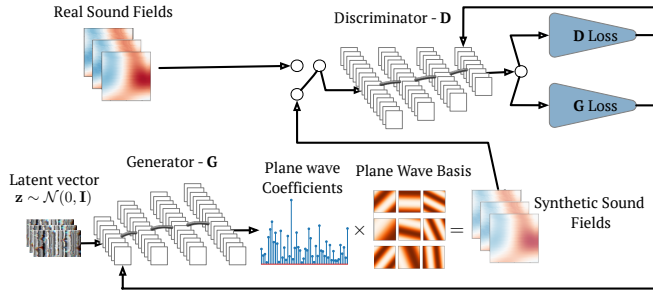 Real Sound Fields
Discriminator - D
D Loss
G Loss
Generator - G
Latent vector
z ∼ 𝒩(0, I)
Plane wave
Coefficients
Plane Wave Basis
×
=
Synthetic Sound
Fields